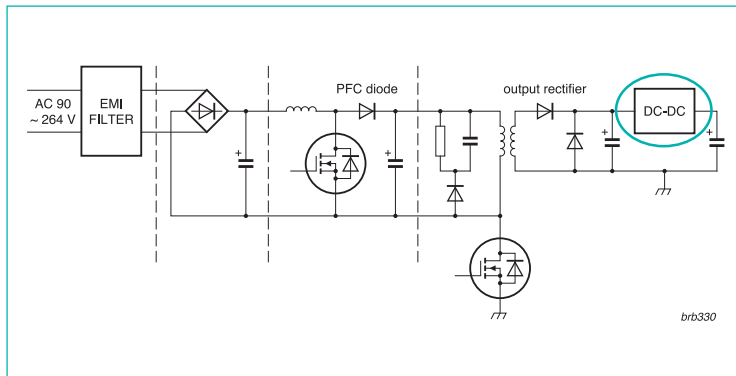 AC 90
~ 264 V
EMI
FILTER
PFC diode
output rectifier
DC-DC
+
+
+
+
brb330